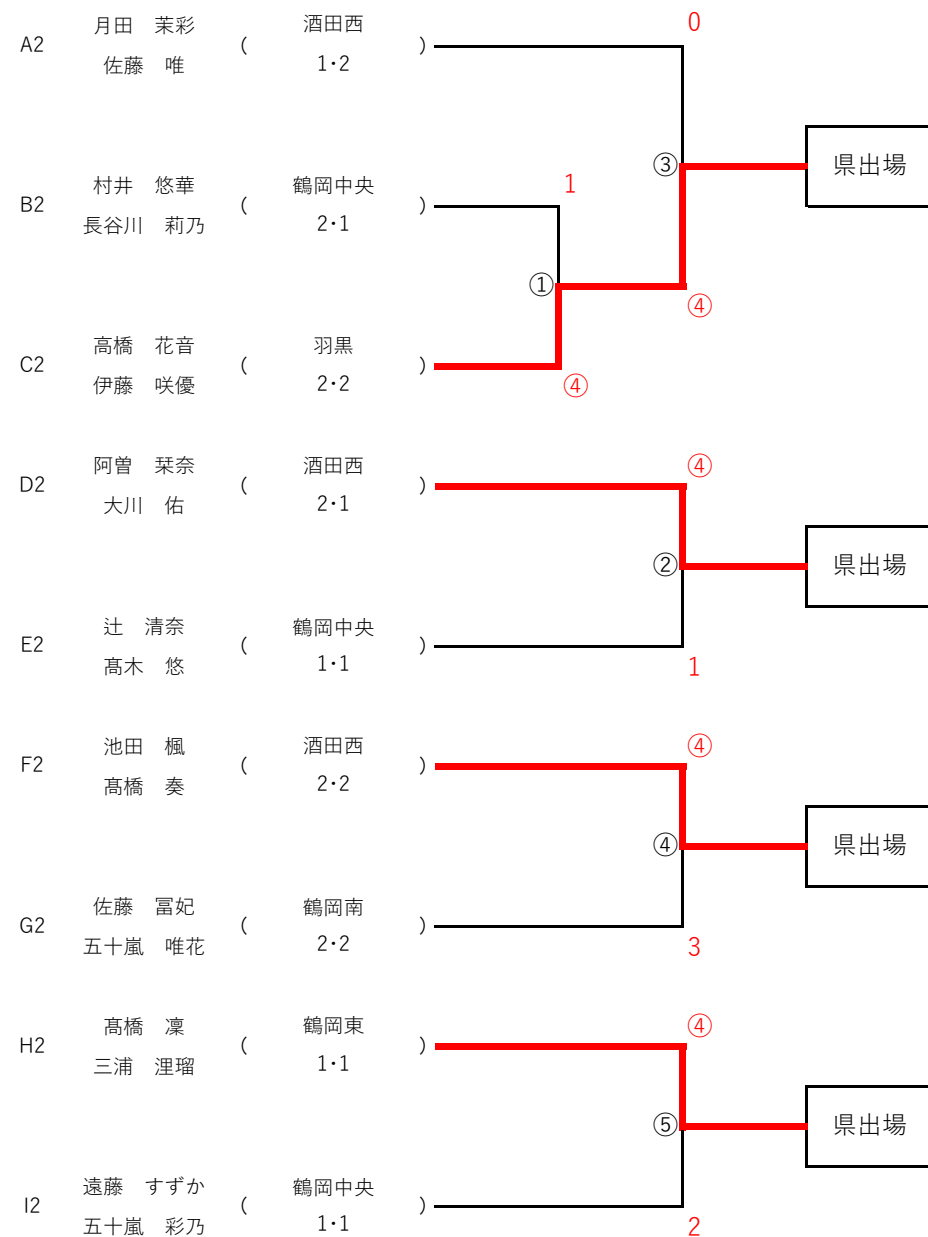 0
A2 月田　茉彩 ( 酒田西 )
佐藤　唯 1・2
③ 県出場
B2 村井　悠華 ( 鶴岡中央 ) 1
長谷川　莉乃 2・1
①
④
C2 高橋　花音 ( 羽黒 )
伊藤　咲優 2・2 ④
D2 阿曽　栞奈 ( 酒田西 ) ④
大川　佑 2・1
② 県出場
E2 辻　清奈 ( 鶴岡中央 )
髙木　悠 1・1 1
F2 池田　楓 ( 酒田西 ) ④
髙橋　奏 2・2
④ 県出場
G2 佐藤　冨妃 ( 鶴岡南 )
五十嵐　唯花 2・2 3
H2 髙橋　凜 ( 鶴岡東 ) ④
三浦　浬瑠 1・1
⑤ 県出場
I2 遠藤　すずか ( 鶴岡中央 )
五十嵐　彩乃 1・1 2